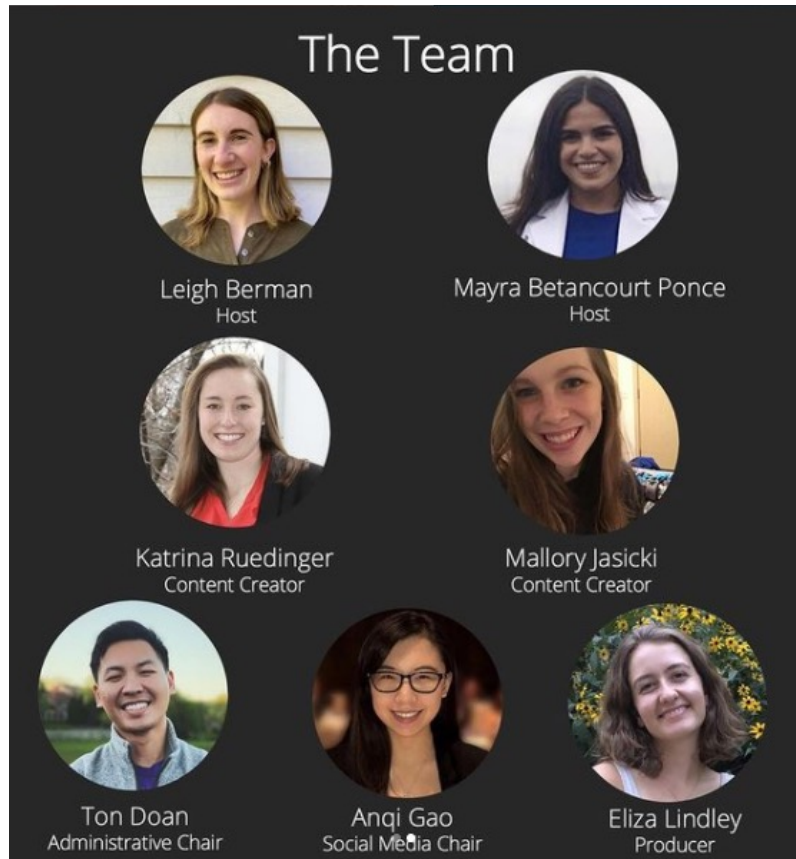 The Team
Leigh Berman
Host
Mayra Betancourt Ponce
Host
Katrina Ruedinger
Content Creator
Mallory Jasicki
Content Creator
Ton Doan
Administrative Chair
Anqi Gao
Social Media Chair
Eliza Lindley
Producer